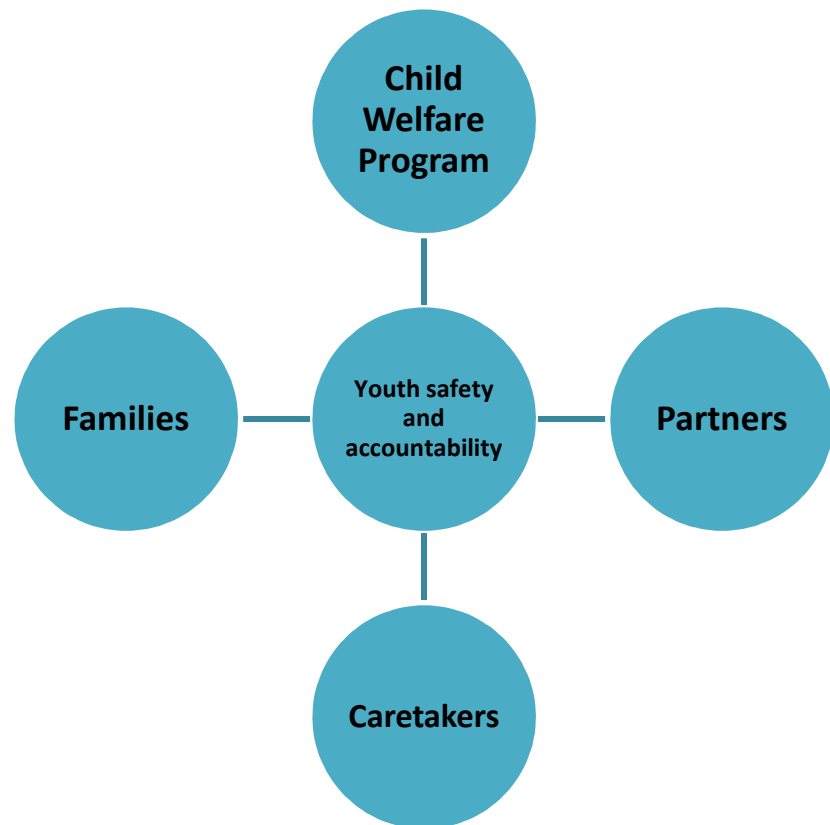 Child
Welfare
Program
Families
Youth safety
and
accountability
Partners
Caretakers